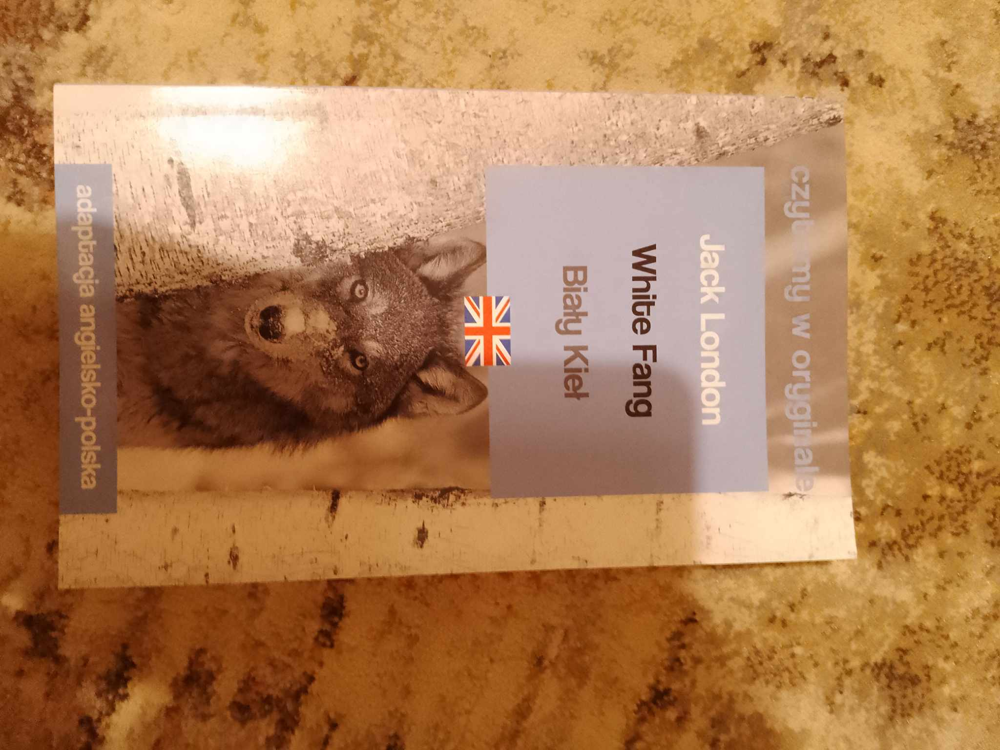 czytamy w oryginale
Jack London
White Fang
Biały Kieł
adaptacja angielsko-polska